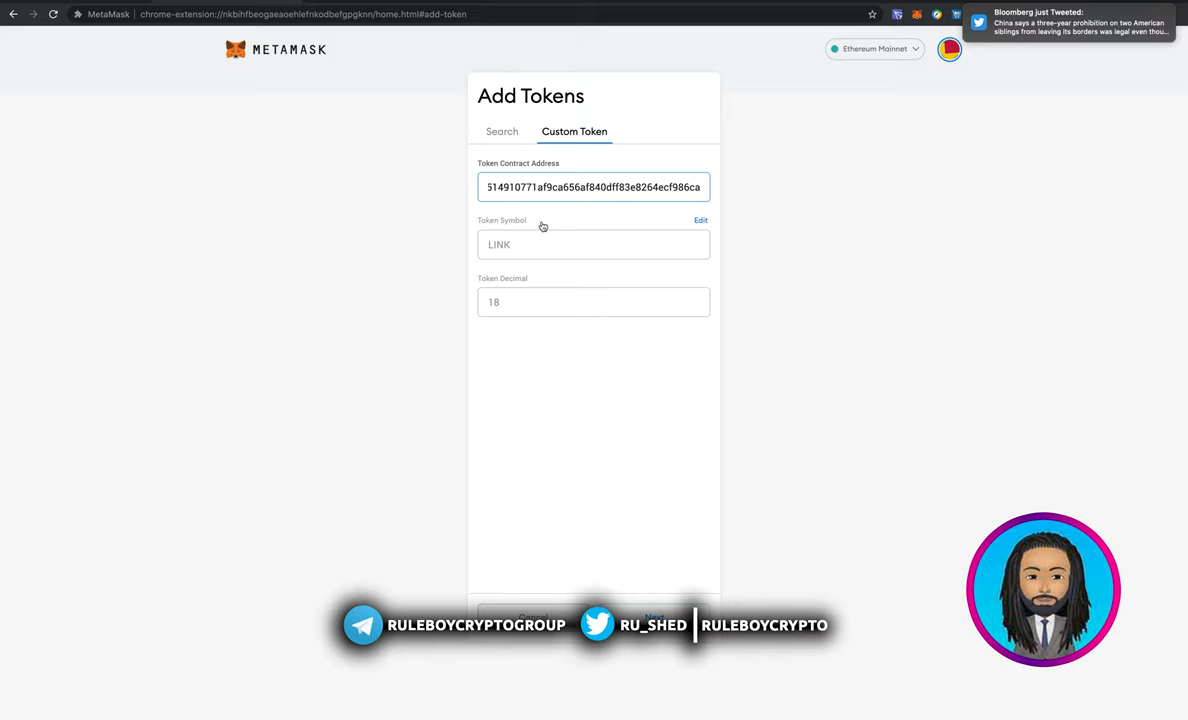 MetaMask
chrome-extension://nkbihfbeogaeaoehlefnkodbefgpgknn/home.html#add-token
Bloomberg just Tweeted:
China says a three-year prohibition on two American
siblings from leaving its borders was legal even thou...
METAMASK
Ethereum Mainnet
Add Tokens
Search
Custom Token
Token Contract Address
514910771af9ca656af840dff83e8264ecf986ca
Token Symbol
Edit
LINK
Token Decimal
18
Cancel
Next
RULEBOYCRYPTOGROUP
RU_SHED
RULEBOYCRYPTO